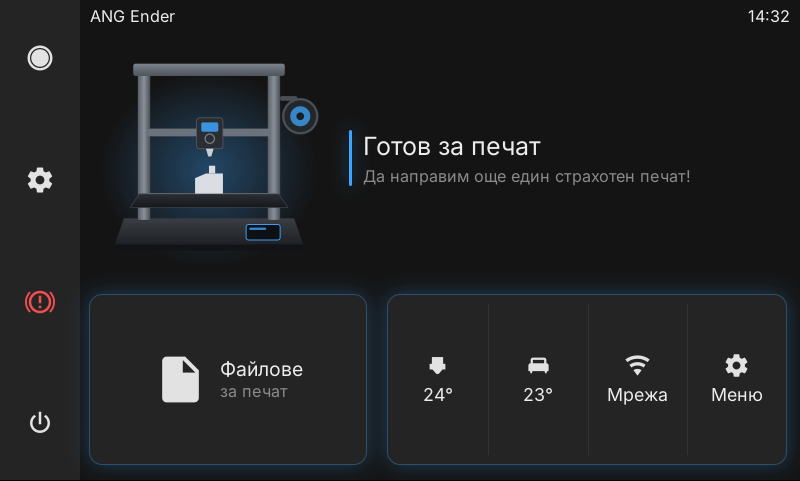 ANG Ender
14:32
Готов за печат
Да направим още един страхотен печат!
Файлове
за печат
24°
23°
Мрежа
Меню